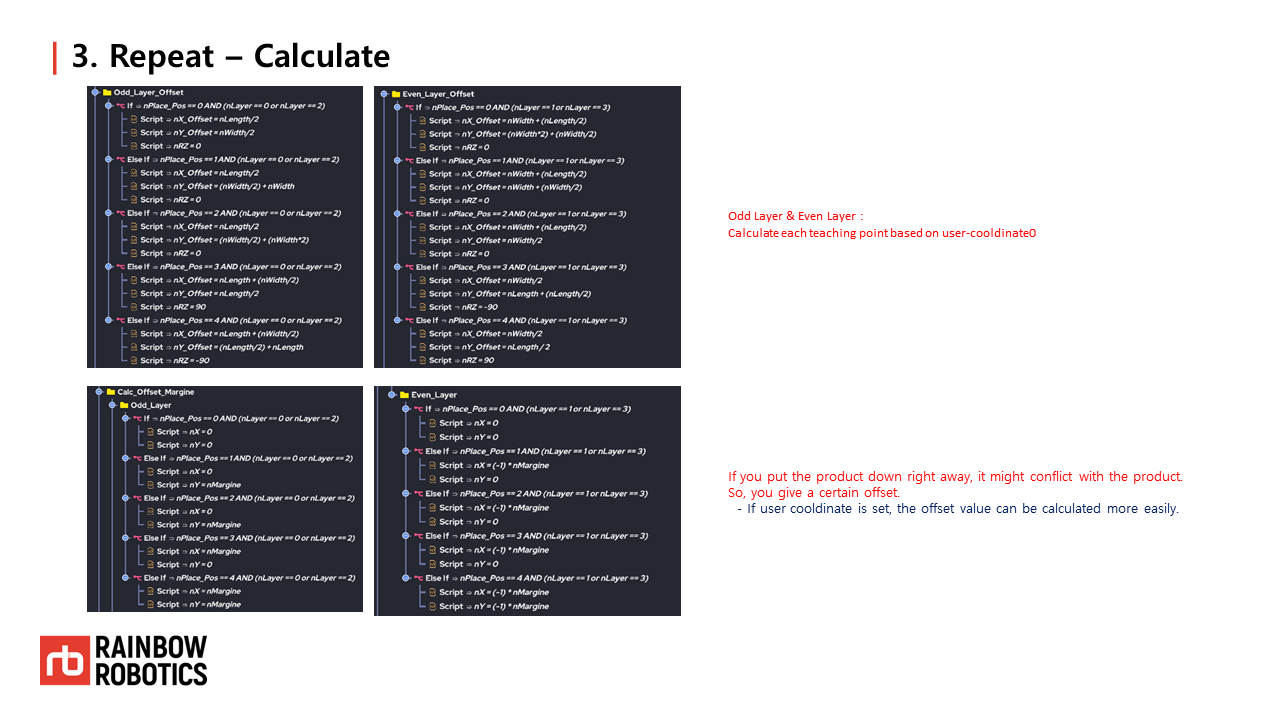 3. Repeat – Calculate
Odd_Layer_Offset
If ⇒ nPlace_Pos == 0 AND (nLayer == 0 or nLayer == 2)
Script ⇒ nX_Offset = nLength/2
Script ⇒ nY_Offset = nWidth/2
Script ⇒ nRZ = 0
Else If ⇒ nPlace_Pos == 1 AND (nLayer == 0 or nLayer == 2)
Script ⇒ nX_Offset = nLength/2
Script ⇒ nY_Offset = (nWidth/2) + nWidth
Script ⇒ nRZ = 0
Else If ⇒ nPlace_Pos == 2 AND (nLayer == 0 or nLayer == 2)
Script ⇒ nX_Offset = nLength/2
Script ⇒ nY_Offset = (nWidth/2) + (nWidth*2)
Script ⇒ nRZ = 0
Else If ⇒ nPlace_Pos == 3 AND (nLayer == 0 or nLayer == 2)
Script ⇒ nX_Offset = nLength + (nWidth/2)
Script ⇒ nY_Offset = nLength/2
Script ⇒ nRZ = 90
Else If ⇒ nPlace_Pos == 4 AND (nLayer == 0 or nLayer == 2)
Script ⇒ nX_Offset = nLength + (nWidth/2)
Script ⇒ nY_Offset = (nLength/2) + nLength
Script ⇒ nRZ = -90
Even_Layer_Offset
If ⇒ nPlace_Pos == 0 AND (nLayer == 1 or nLayer == 3)
Script ⇒ nX_Offset = nWidth + (nLength/2)
Script ⇒ nY_Offset = (nWidth*2) + (nWidth/2)
Script ⇒ nRZ = 0
Else If ⇒ nPlace_Pos == 1 AND (nLayer == 1 or nLayer == 3)
Script ⇒ nX_Offset = nWidth + (nLength/2)
Script ⇒ nY_Offset = nWidth + (nWidth/2)
Script ⇒ nRZ = 0
Else If ⇒ nPlace_Pos == 2 AND (nLayer == 1 or nLayer == 3)
Script ⇒ nX_Offset = nWidth + (nLength/2)
Script ⇒ nY_Offset = nWidth/2
Script ⇒ nRZ = 0
Else If ⇒ nPlace_Pos == 3 AND (nLayer == 1 or nLayer == 3)
Script ⇒ nX_Offset = nWidth/2
Script ⇒ nY_Offset = nLength + (nLength/2)
Script ⇒ nRZ = -90
Else If ⇒ nPlace_Pos == 4 AND (nLayer == 1 or nLayer == 3)
Script ⇒ nX_Offset = nWidth/2
Script ⇒ nY_Offset = nLength / 2
Script ⇒ nRZ = 90
Odd Layer & Even Layer :
Calculate each teaching point based on user-cooldinate0
Calc_Offset_Margine
Odd_Layer
If ⇒ nPlace_Pos == 0 AND (nLayer == 0 or nLayer == 2)
Script ⇒ nX = 0
Script ⇒ nY = 0
Else If ⇒ nPlace_Pos == 1 AND (nLayer == 0 or nLayer == 2)
Script ⇒ nX = 0
Script ⇒ nY = nMargine
Else If ⇒ nPlace_Pos == 2 AND (nLayer == 0 or nLayer == 2)
Script ⇒ nX = 0
Script ⇒ nY = nMargine
Else If ⇒ nPlace_Pos == 3 AND (nLayer == 0 or nLayer == 2)
Script ⇒ nX = nMargine
Script ⇒ nY = 0
Else If ⇒ nPlace_Pos == 4 AND (nLayer == 0 or nLayer == 2)
Script ⇒ nX = nMargine
Script ⇒ nY = nMargine
Even_Layer
If ⇒ nPlace_Pos == 0 AND (nLayer == 1 or nLayer == 3)
Script ⇒ nX = 0
Script ⇒ nY = 0
Else If ⇒ nPlace_Pos == 1 AND (nLayer == 1 or nLayer == 3)
Script ⇒ nX = (-1) * nMargine
Script ⇒ nY = 0
Else If ⇒ nPlace_Pos == 2 AND (nLayer == 1 or nLayer == 3)
Script ⇒ nX = (-1) * nMargine
Script ⇒ nY = 0
Else If ⇒ nPlace_Pos == 3 AND (nLayer == 1 or nLayer == 3)
Script ⇒ nX = (-1) * nMargine
Script ⇒ nY = 0
Else If ⇒ nPlace_Pos == 4 AND (nLayer == 1 or nLayer == 3)
Script ⇒ nX = (-1) * nMargine
Script ⇒ nY = (-1) * nMargine
If you put the product down right away, it might conflict with the product.
So, you give a certain offset.
- If user cooldinate is set, the offset value can be calculated more easily.
rb
RAINBOW
ROBOTICS